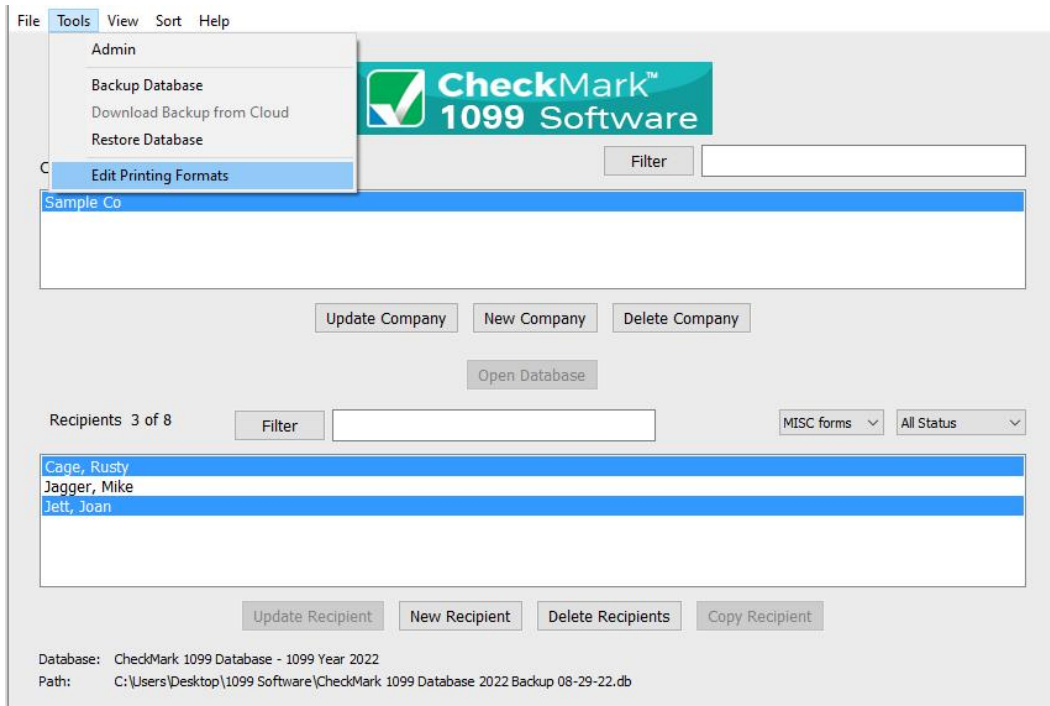 File Tools View Sort Help
Admin
Backup Database
Download Backup from Cloud
Restore Database
Edit Printing Formats
CheckMark™
1099 Software
C
Filter
Sample Co
Update Company New Company Delete Company
Open Database
Recipients 3 of 8 Filter MISC forms All Status
Cage, Rusty
Jagger, Mike
Jett, Joan
Update Recipient New Recipient Delete Recipients Copy Recipient
Database: CheckMark 1099 Database - 1099 Year 2022
Path: C:\Users\Desktop\1099 Software\CheckMark 1099 Database 2022 Backup 08-29-22.db